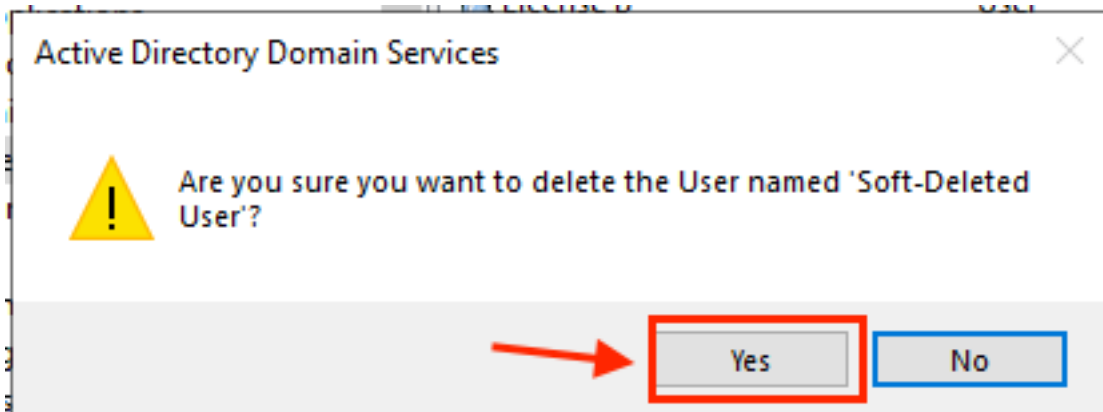 Active Directory Domain Services
Are you sure you want to delete the User named 'Soft-Deleted
User'?
Yes
No